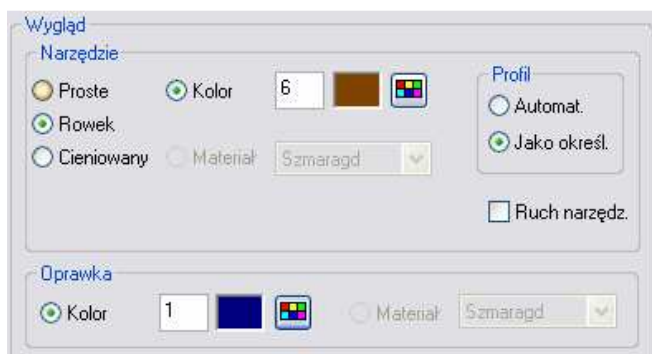 Wygląd
Narzędzie
Proste
Kolor
6
Profil
Automat.
Rowek
Jako określ.
Cieniowany
Materiał
Szmaragd
Ruch narzędz.
Oprawka
Kolor
1
Materiał
Szmaragd